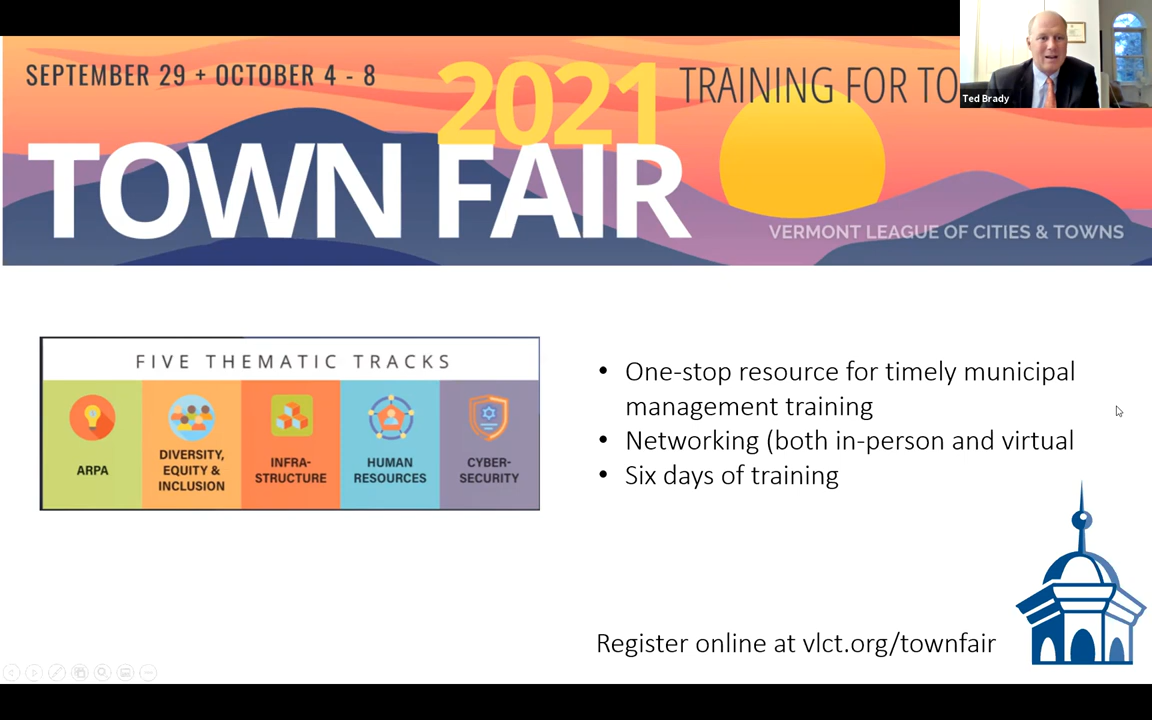 SEPTEMBER 29 + OCTOBER 4 - 8
2021
TRAINING FOR TO
Ted Brady
TOWN FAIR
VERMONT LEAGUE OF CITIES & TOWNS
FIVE THEMATIC TRACKS
ARPA
DIVERSITY,
EQUITY &
INCLUSION
INFRA-
STRUCTURE
HUMAN
RESOURCES
CYBER-
SECURITY
• One-stop resource for timely municipal
management training
• Networking (both in-person and virtual
• Six days of training
Register online at vlct.org/townfair